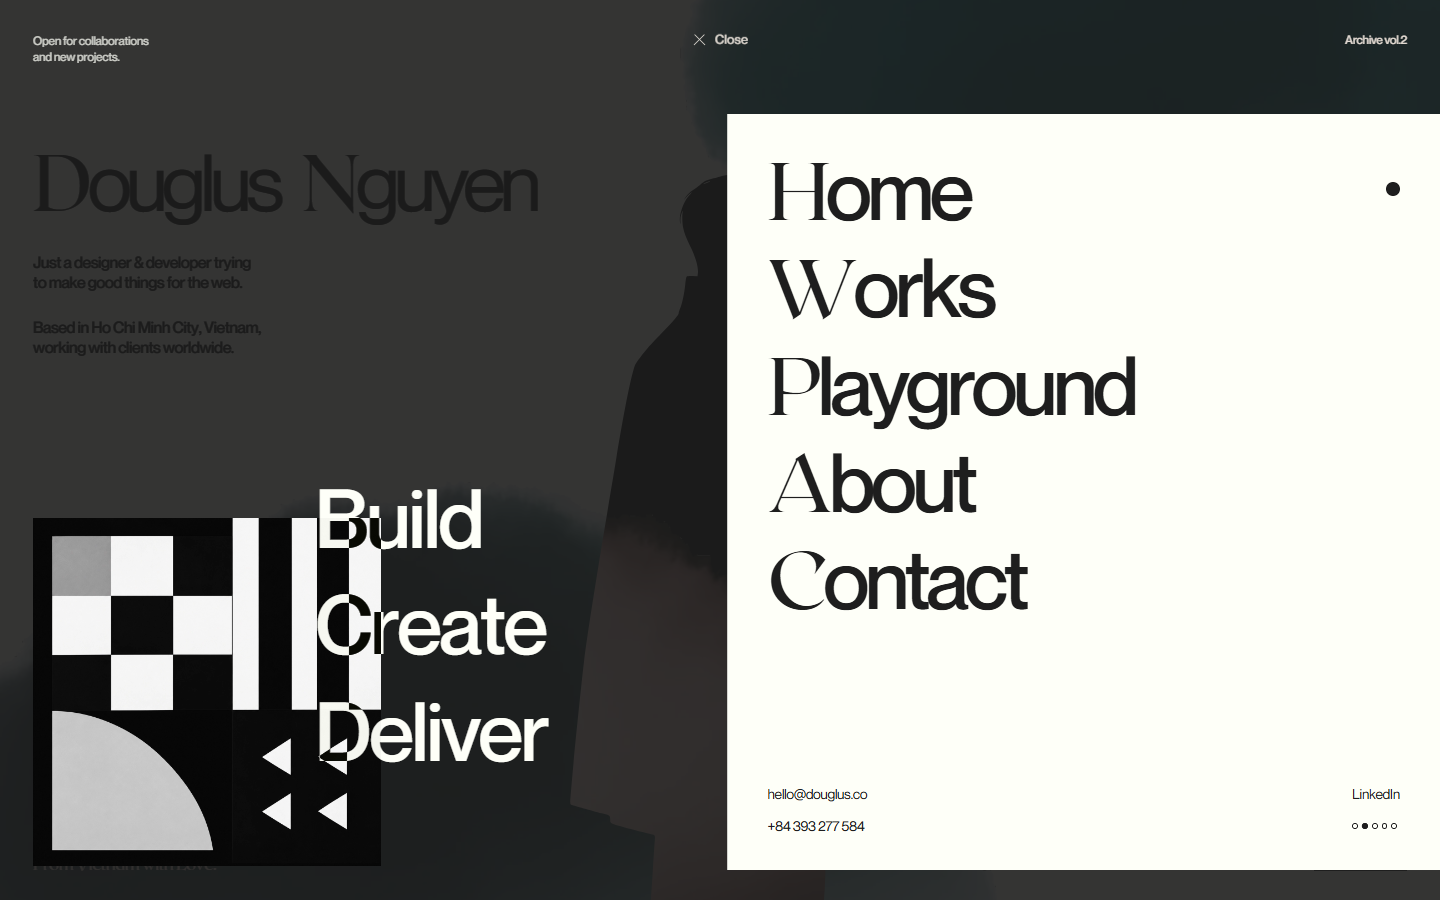 Open for collaborations
and new projects.
Close
Archive vol.2
Douglus Nguyen
Just a designer & developer trying
to make good things for the web.
Based in Ho Chi Minh City, Vietnam,
working with clients worldwide.
Build
Create
Deliver
Home
Works
Playground
About
Contact
hello@douglus.co
LinkedIn
+84 393 277 584